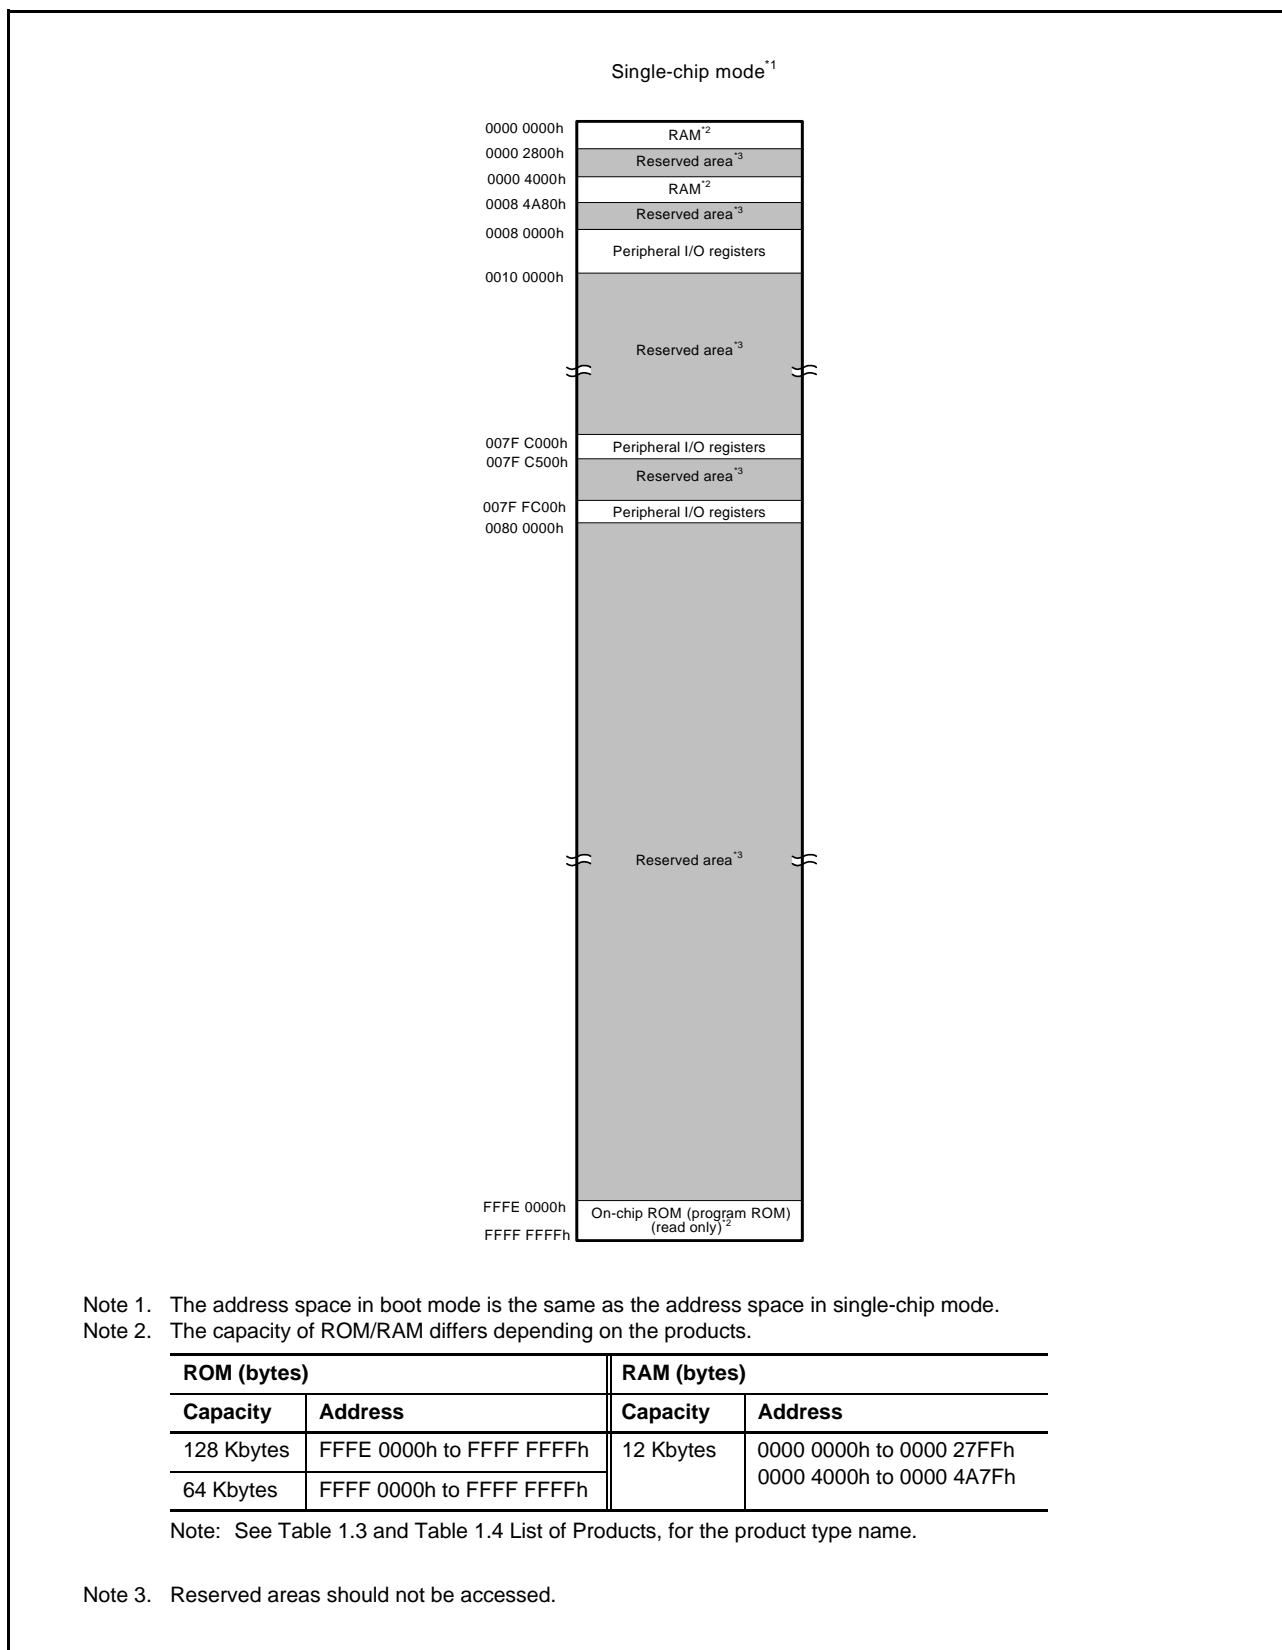 Single-chip mode*1
0000 0000h
RAM*2
0000 2800h
Reserved area*3
0000 4000h
RAM*2
0008 4A80h
Reserved area*3
0008 0000h
Peripheral I/O registers
0010 0000h
Reserved area*3
007F C000h
Peripheral I/O registers
007F C500h
Reserved area*3
007F FC00h
Peripheral I/O registers
0080 0000h
Reserved area*3
FFFE 0000h
On-chip ROM (program ROM)
(read only)*2
FFFF FFFFh
Note 1. The address space in boot mode is the same as the address space in single-chip mode.
Note 2. The capacity of ROM/RAM differs depending on the products.
ROM (bytes) RAM (bytes)
Capacity Address Capacity Address
128 Kbytes FFFE 0000h to FFFF FFFFh 12 Kbytes 0000 0000h to 0000 27FFh
0000 4000h to 0000 4A7Fh
64 Kbytes FFFF 0000h to FFFF FFFFh
Note: See Table 1.3 and Table 1.4 List of Products, for the product type name.
Note 3. Reserved areas should not be accessed.